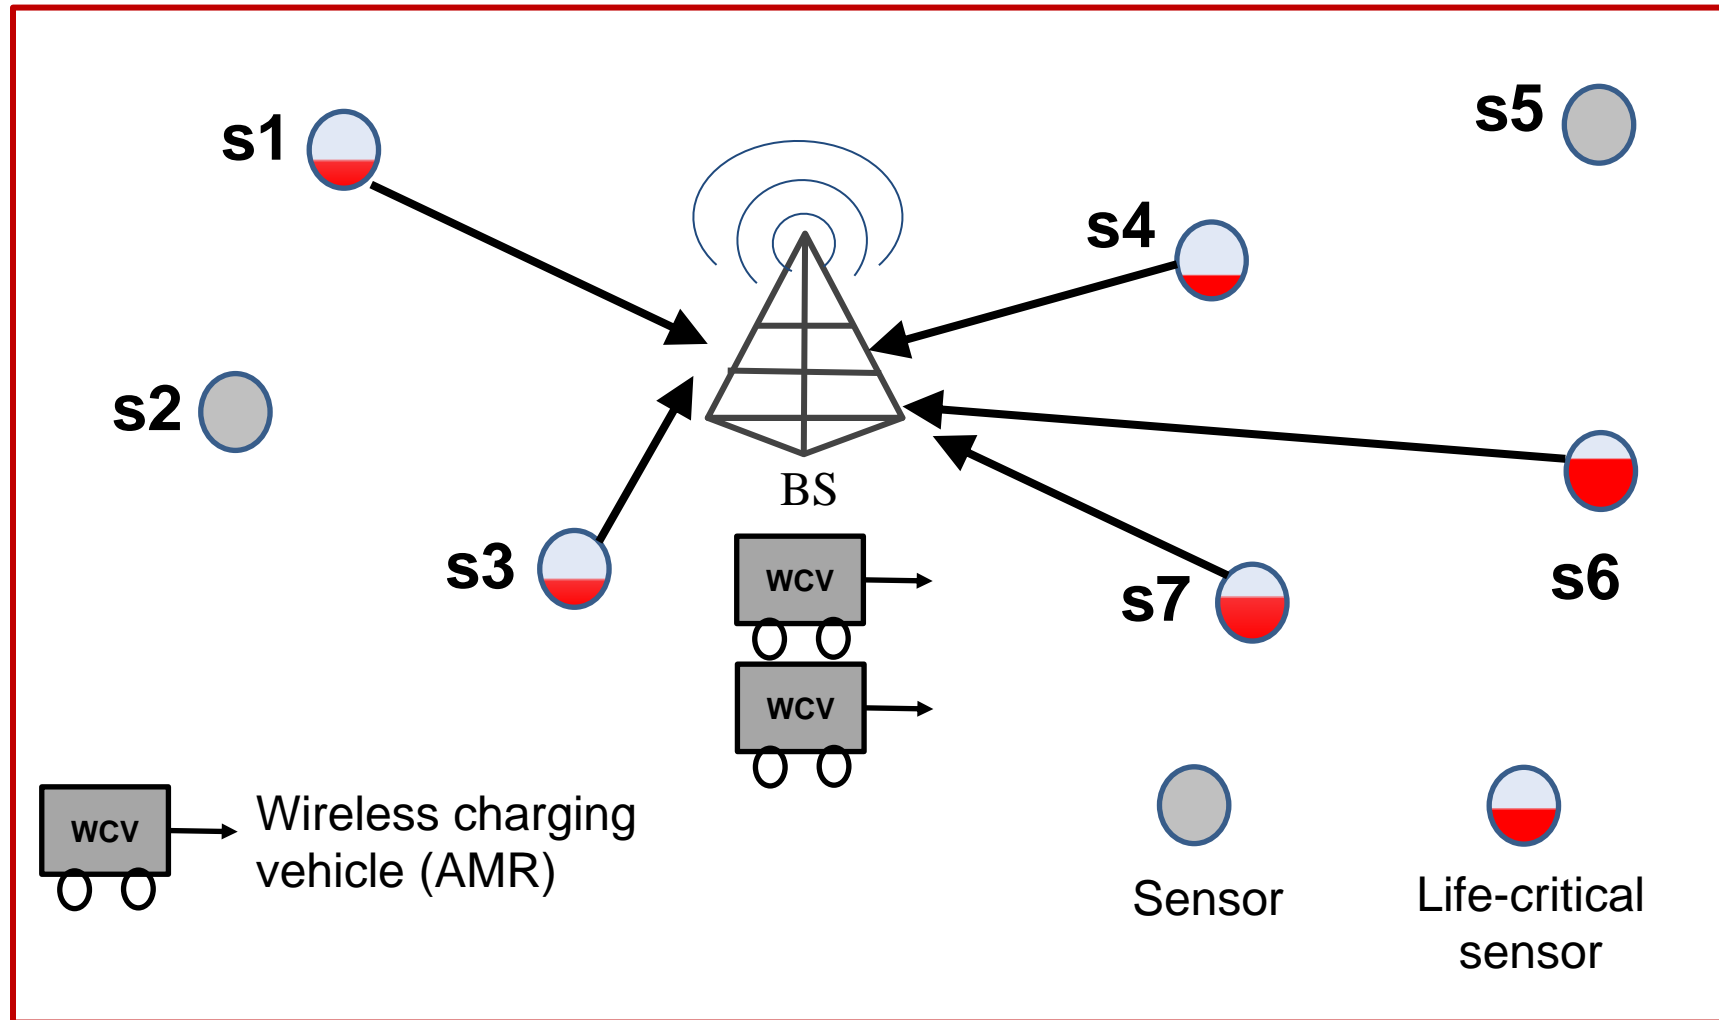 s1
s5
s4
s2
BS
s3
WCV
s7
s6
WCV
WCV
Wireless charging
vehicle (AMR)
Sensor
Life-critical
sensor